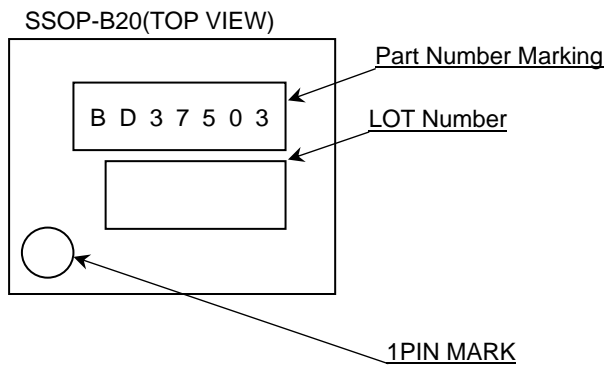 SSOP-B20(TOP VIEW)
Part Number Marking
B D 3 7 5 0 3
LOT Number
1PIN MARK